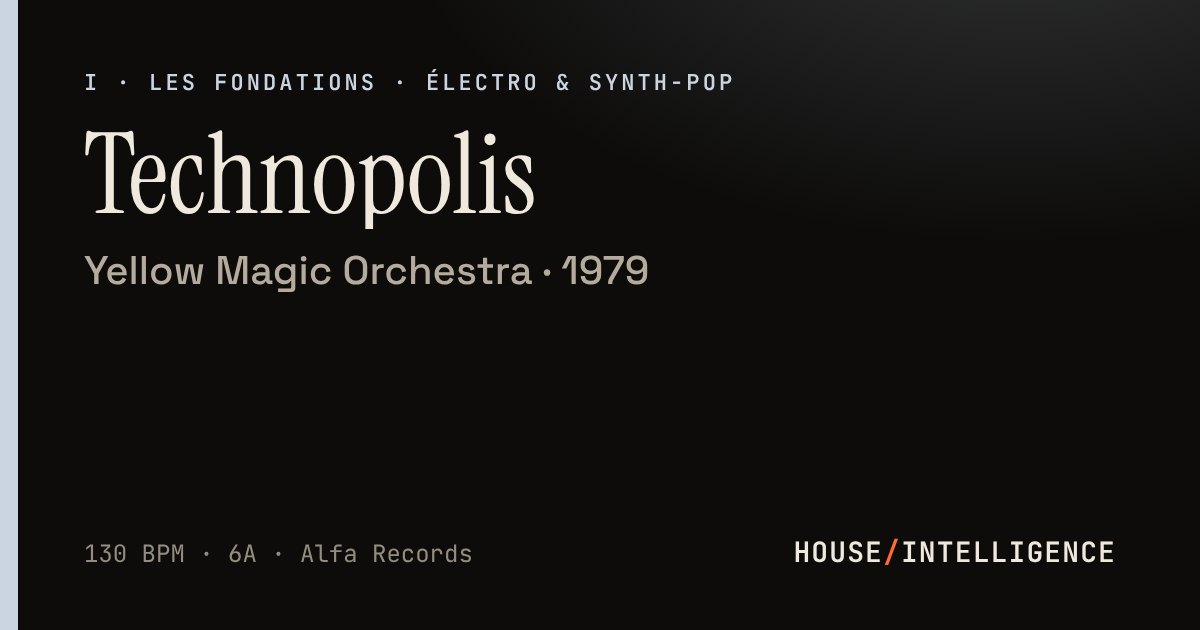 I · LES FONDATIONS · ÉLECTRO & SYNTH-POP
Technopolis
Yellow Magic Orchestra · 1979
130 BPM · 6A · Alfa Records
HOUSE/INTELLIGENCE